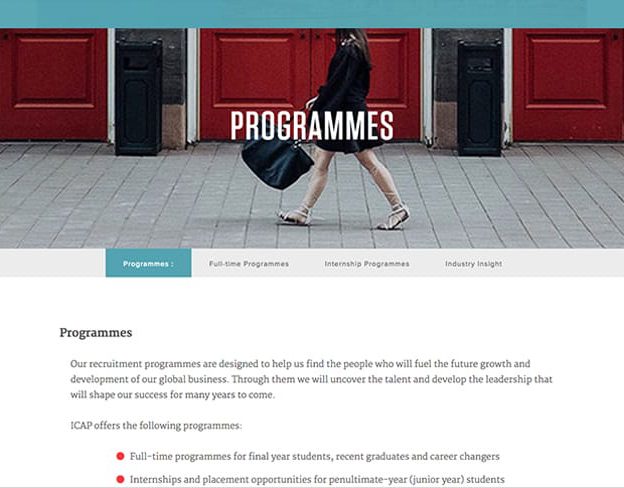 PROGRAMMES
Programmes :
Full-time Programmes
Internship Programmes
Industry Insight
Programmes
Our recruitment programmes are designed to help us find the people who will fuel the future growth and
development of our global business. Through them we will uncover the talent and develop the leadership that
will shape our success for many years to come.
ICAP offers the following programmes:
Full-time programmes for final year students, recent graduates and career changers
Internships and placement opportunities for penultimate-year (junior year) students